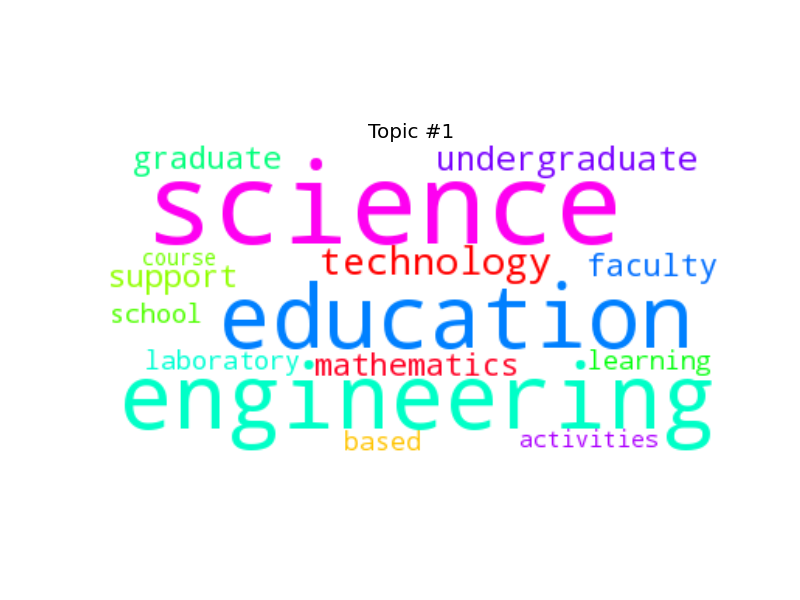 Topic #1
graduate undergraduate
science
course
technology faculty
support
school
education
laboratory mathematics learning
engineering
based activities